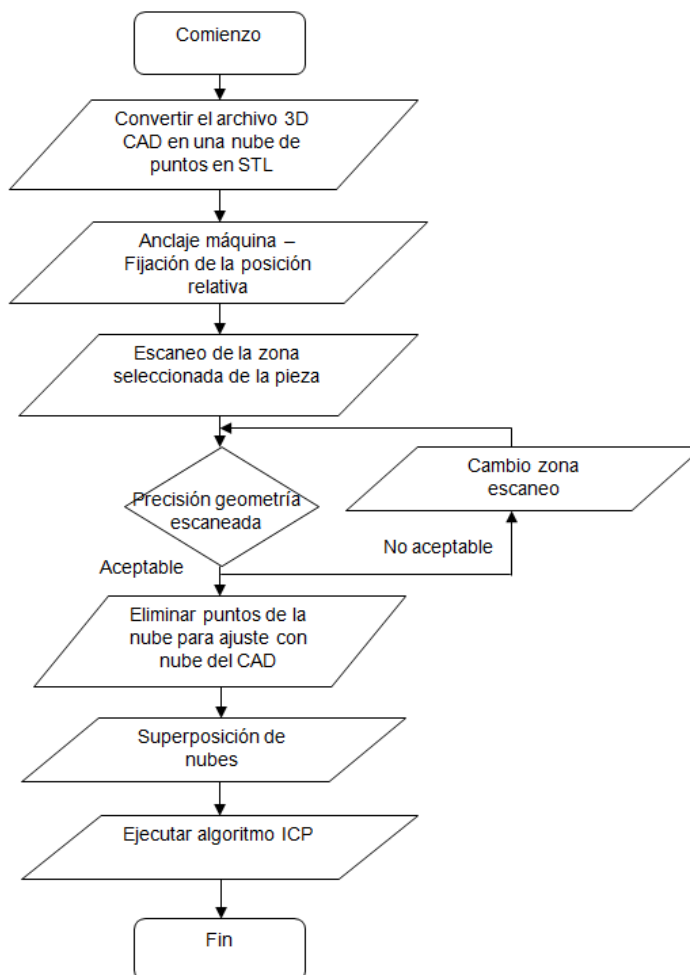 Comienzo
Convertir el archivo 3D
CAD en una nube de
puntos en STL
Anclaje máquina –
Fijación de la posición
relativa
Escaneo de la zona
seleccionada de la pieza
Cambio zona
escaneo
Precisión geometría
escaneada
No aceptable
Aceptable
Eliminar puntos de la
nube para ajuste con
nube del CAD
Superposición de
nubes
Ejecutar algoritmo ICP
Fin